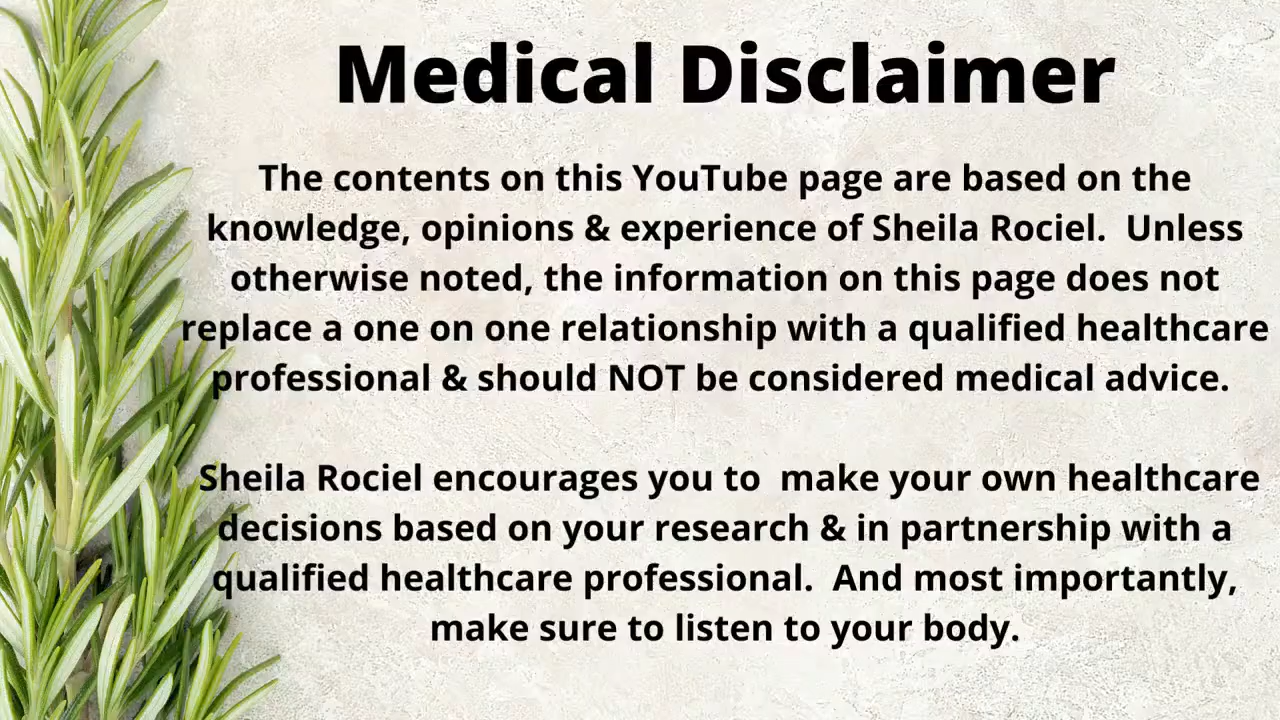 Medical Disclaimer
The contents on this YouTube page are based on the
knowledge, opinions & experience of Sheila Rociel.  Unless
otherwise noted, the information on this page does not
replace a one on one relationship with a qualified healthcare
professional & should NOT be considered medical advice.
Sheila Rociel encourages you to  make your own healthcare
decisions based on your research & in partnership with a
qualified healthcare professional.  And most importantly,
make sure to listen to your body.